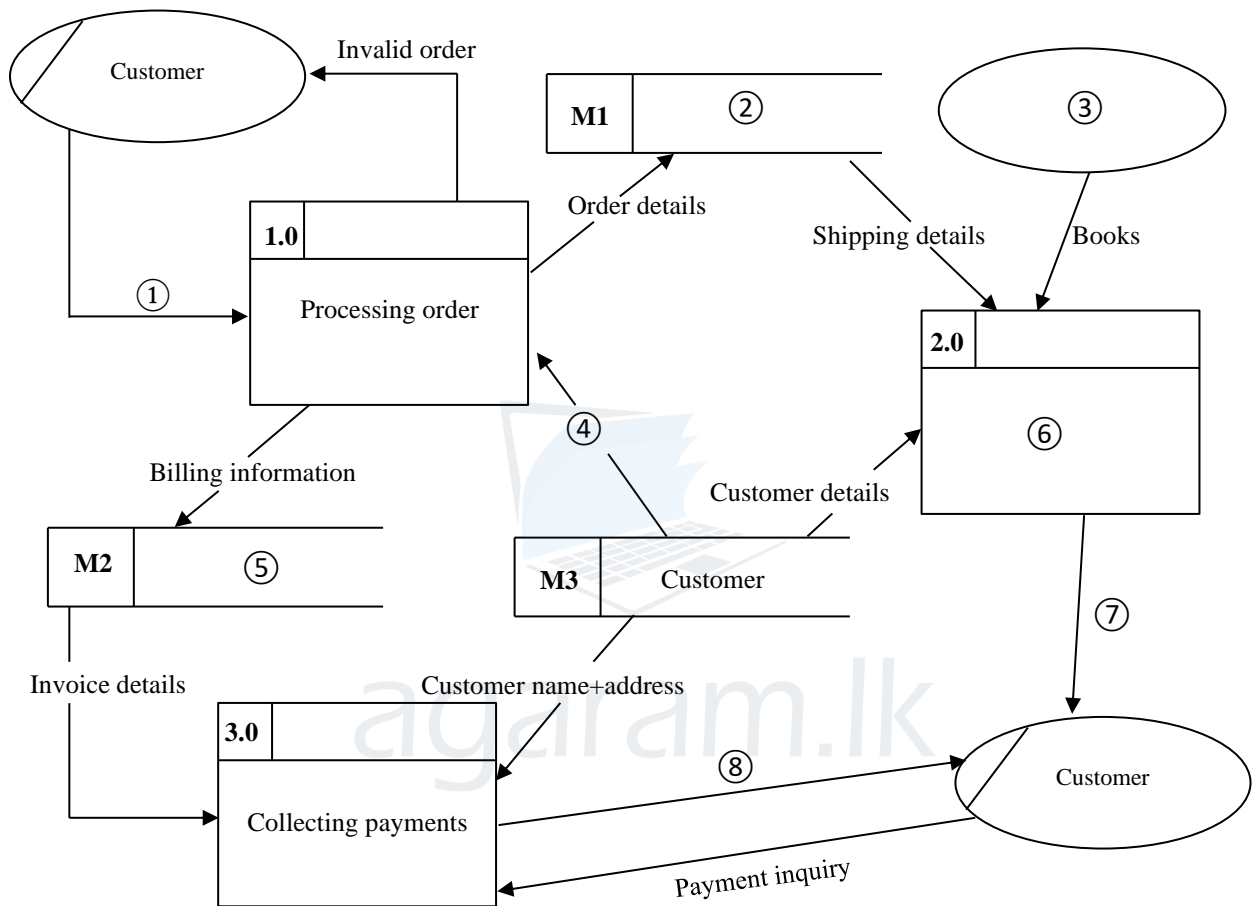 Invalid order
Customer
M1
②
③
Order details
1.0
Shipping details
Books
①
Processing order
2.0
④
⑥
Billing information
Customer details
M2
⑤
M3
Customer
⑦
Invoice details
Customer name+address
agaram.lk
3.0
⑧
Customer
Collecting payments
Payment inquiry